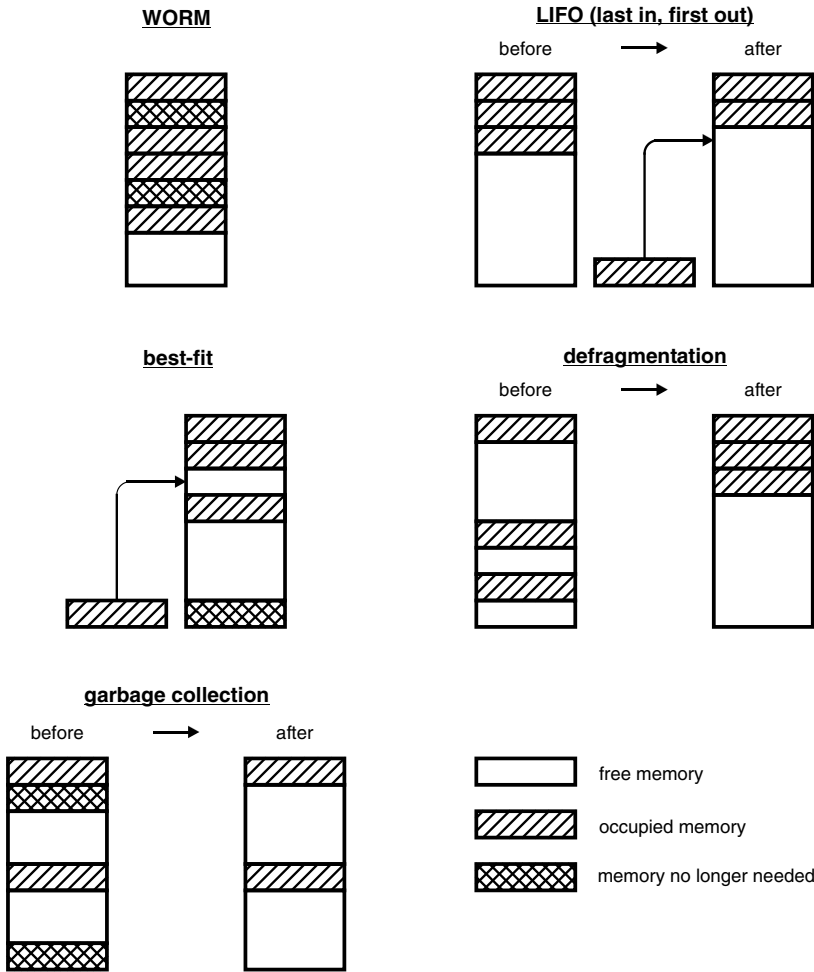 WORM
LIFO (last in, first out)
before after
best-fit
defragmentation
before after
garbage collection
before after
free memory
occupied memory
memory no longer needed